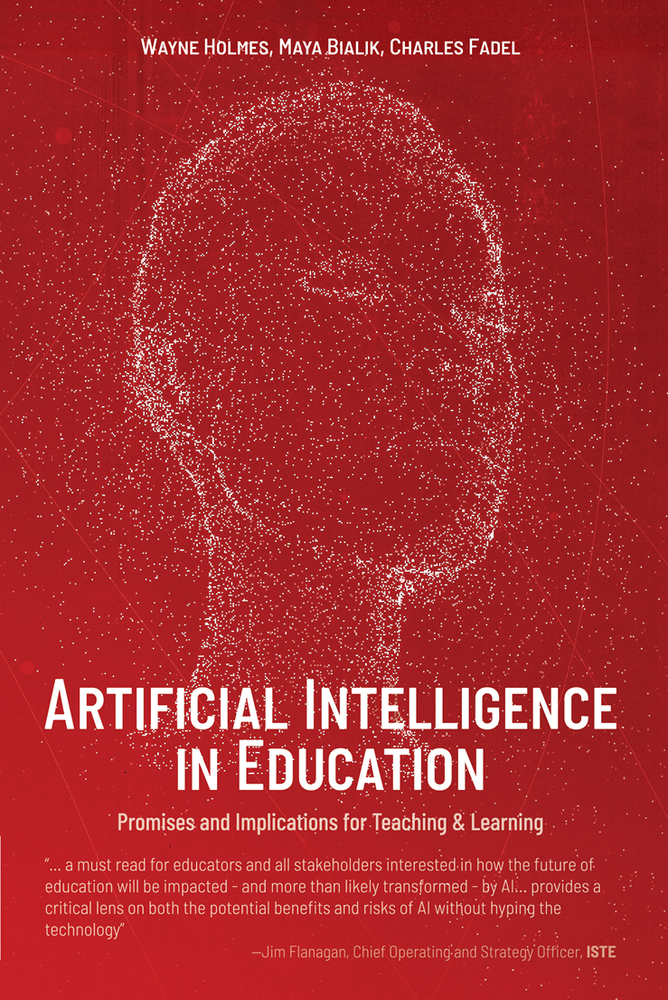 Wayne Holmes, Maya Bialik, Charles Fadel
Artificial Intelligence
in Education
Promises and Implications for Teaching & Learning
“... a must read for educators and all stakeholders interested in how the future of
education will be impacted - and more than likely transformed - by AI... provides a
critical lens on both the potential benefits and risks of AI without hyping the
technology”
—Jim Flanagan, Chief Operating and Strategy Officer, ISTE